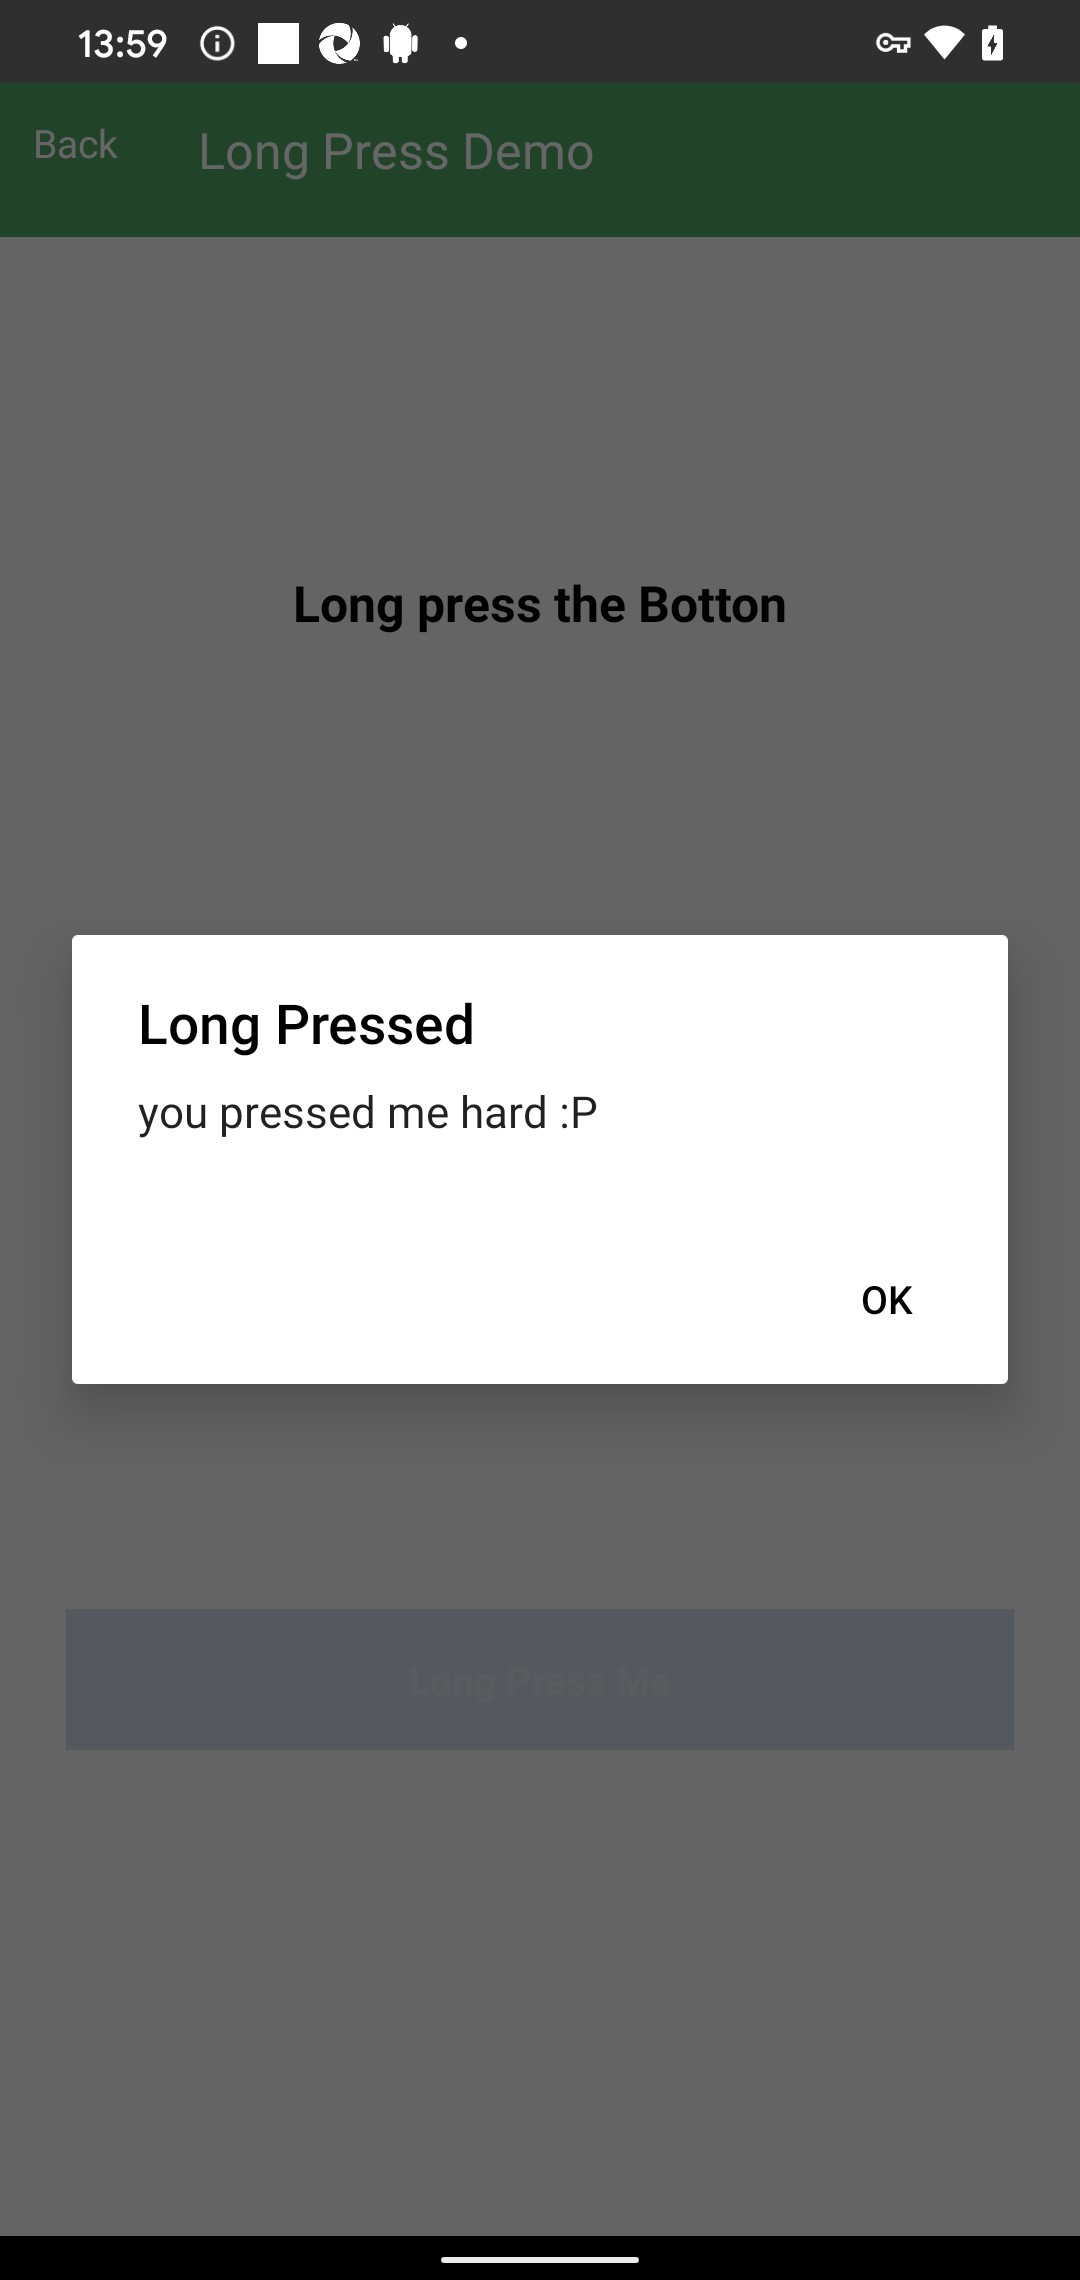 13:59
Back
Long Press Demo
Long press the Botton
Long Pressed
you pressed me hard :P
OK
Long Press Me